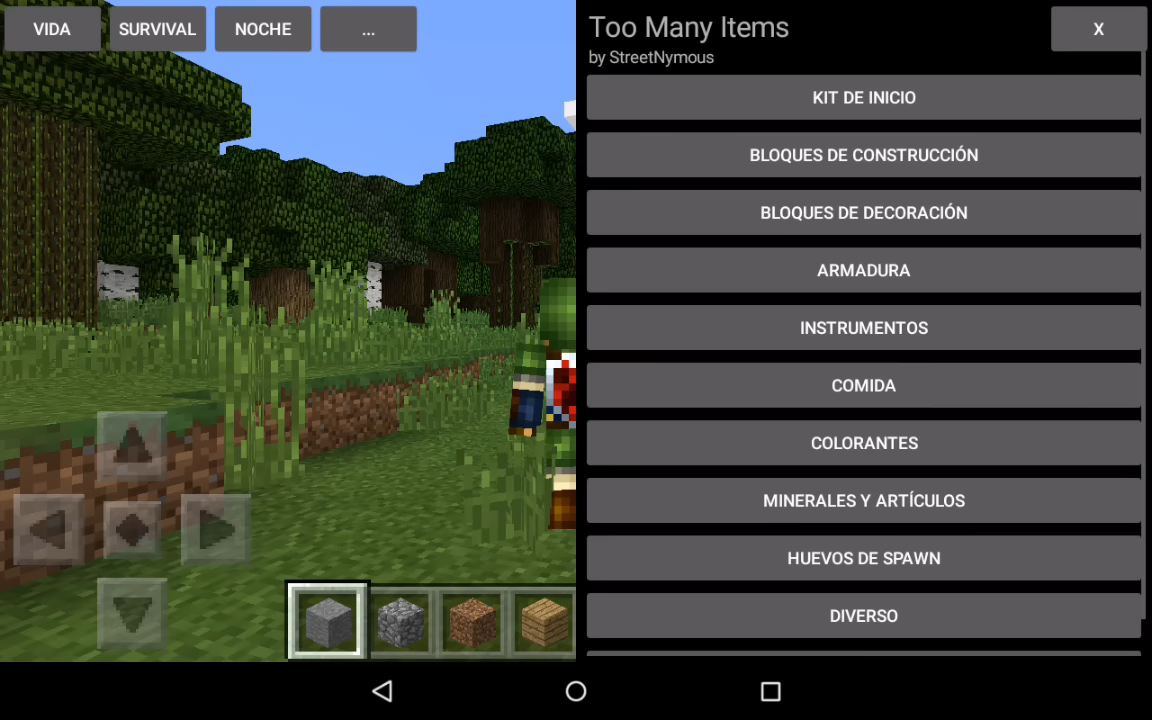 VIDA
SURVIVAL
NOCHE
...
Too Many Items
X
by StreetNymous
KIT DE INICIO
BLOQUES DE CONSTRUCCIÓN
BLOQUES DE DECORACIÓN
ARMADURA
INSTRUMENTOS
COMIDA
COLORANTES
MINERALES Y ARTÍCULOS
HUEVOS DE SPAWN
DIVERSO